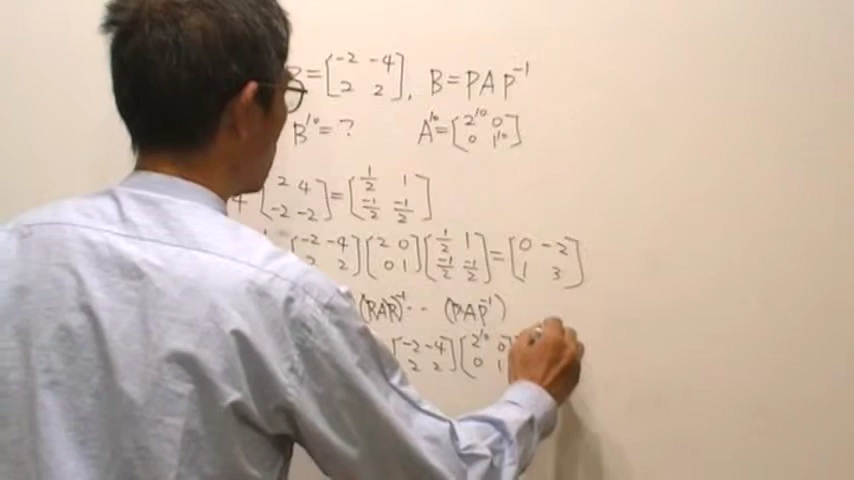 = [-2 -4; 2 2], B = PAP⁻¹
B¹⁰ = ? A¹⁰ = [2¹⁰ 0; 0 1¹⁰]
4 [2 4; -2 -2] = [1/2 1; -1/2 -1/2]
[-2 -4; 2 2] [2 0; 0 1] [1/2 1; -1/2 -1/2] = [0 -2; 1 3]
(PAP)⁻¹ ·· (PAP⁻¹)
[-2 -4; 2 2] [2¹⁰ 0; 0 1